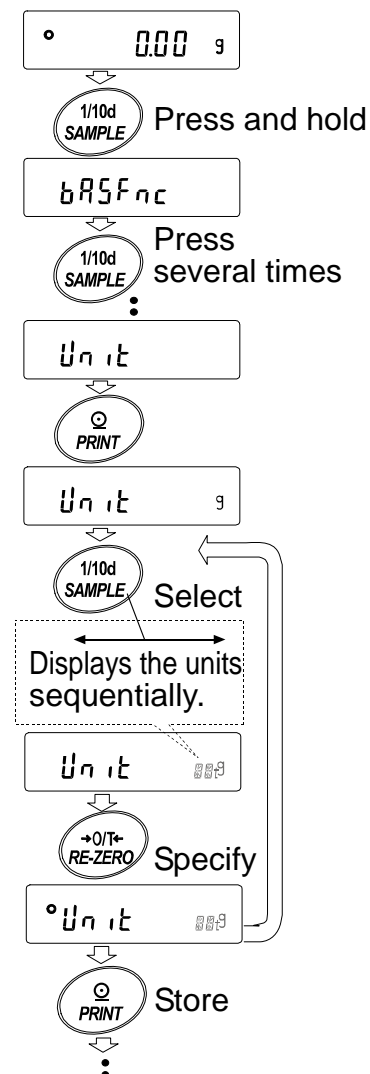 0.00 g
1/10d
SAMPLE
Press and hold
bASFnc
1/10d
SAMPLE
Press
several times
Unit
PRINT
Unit g
1/10d
SAMPLE
Select
Displays the units
sequentially.
Unit
→0/T←
RE-ZERO
Specify
Unit
PRINT
Store